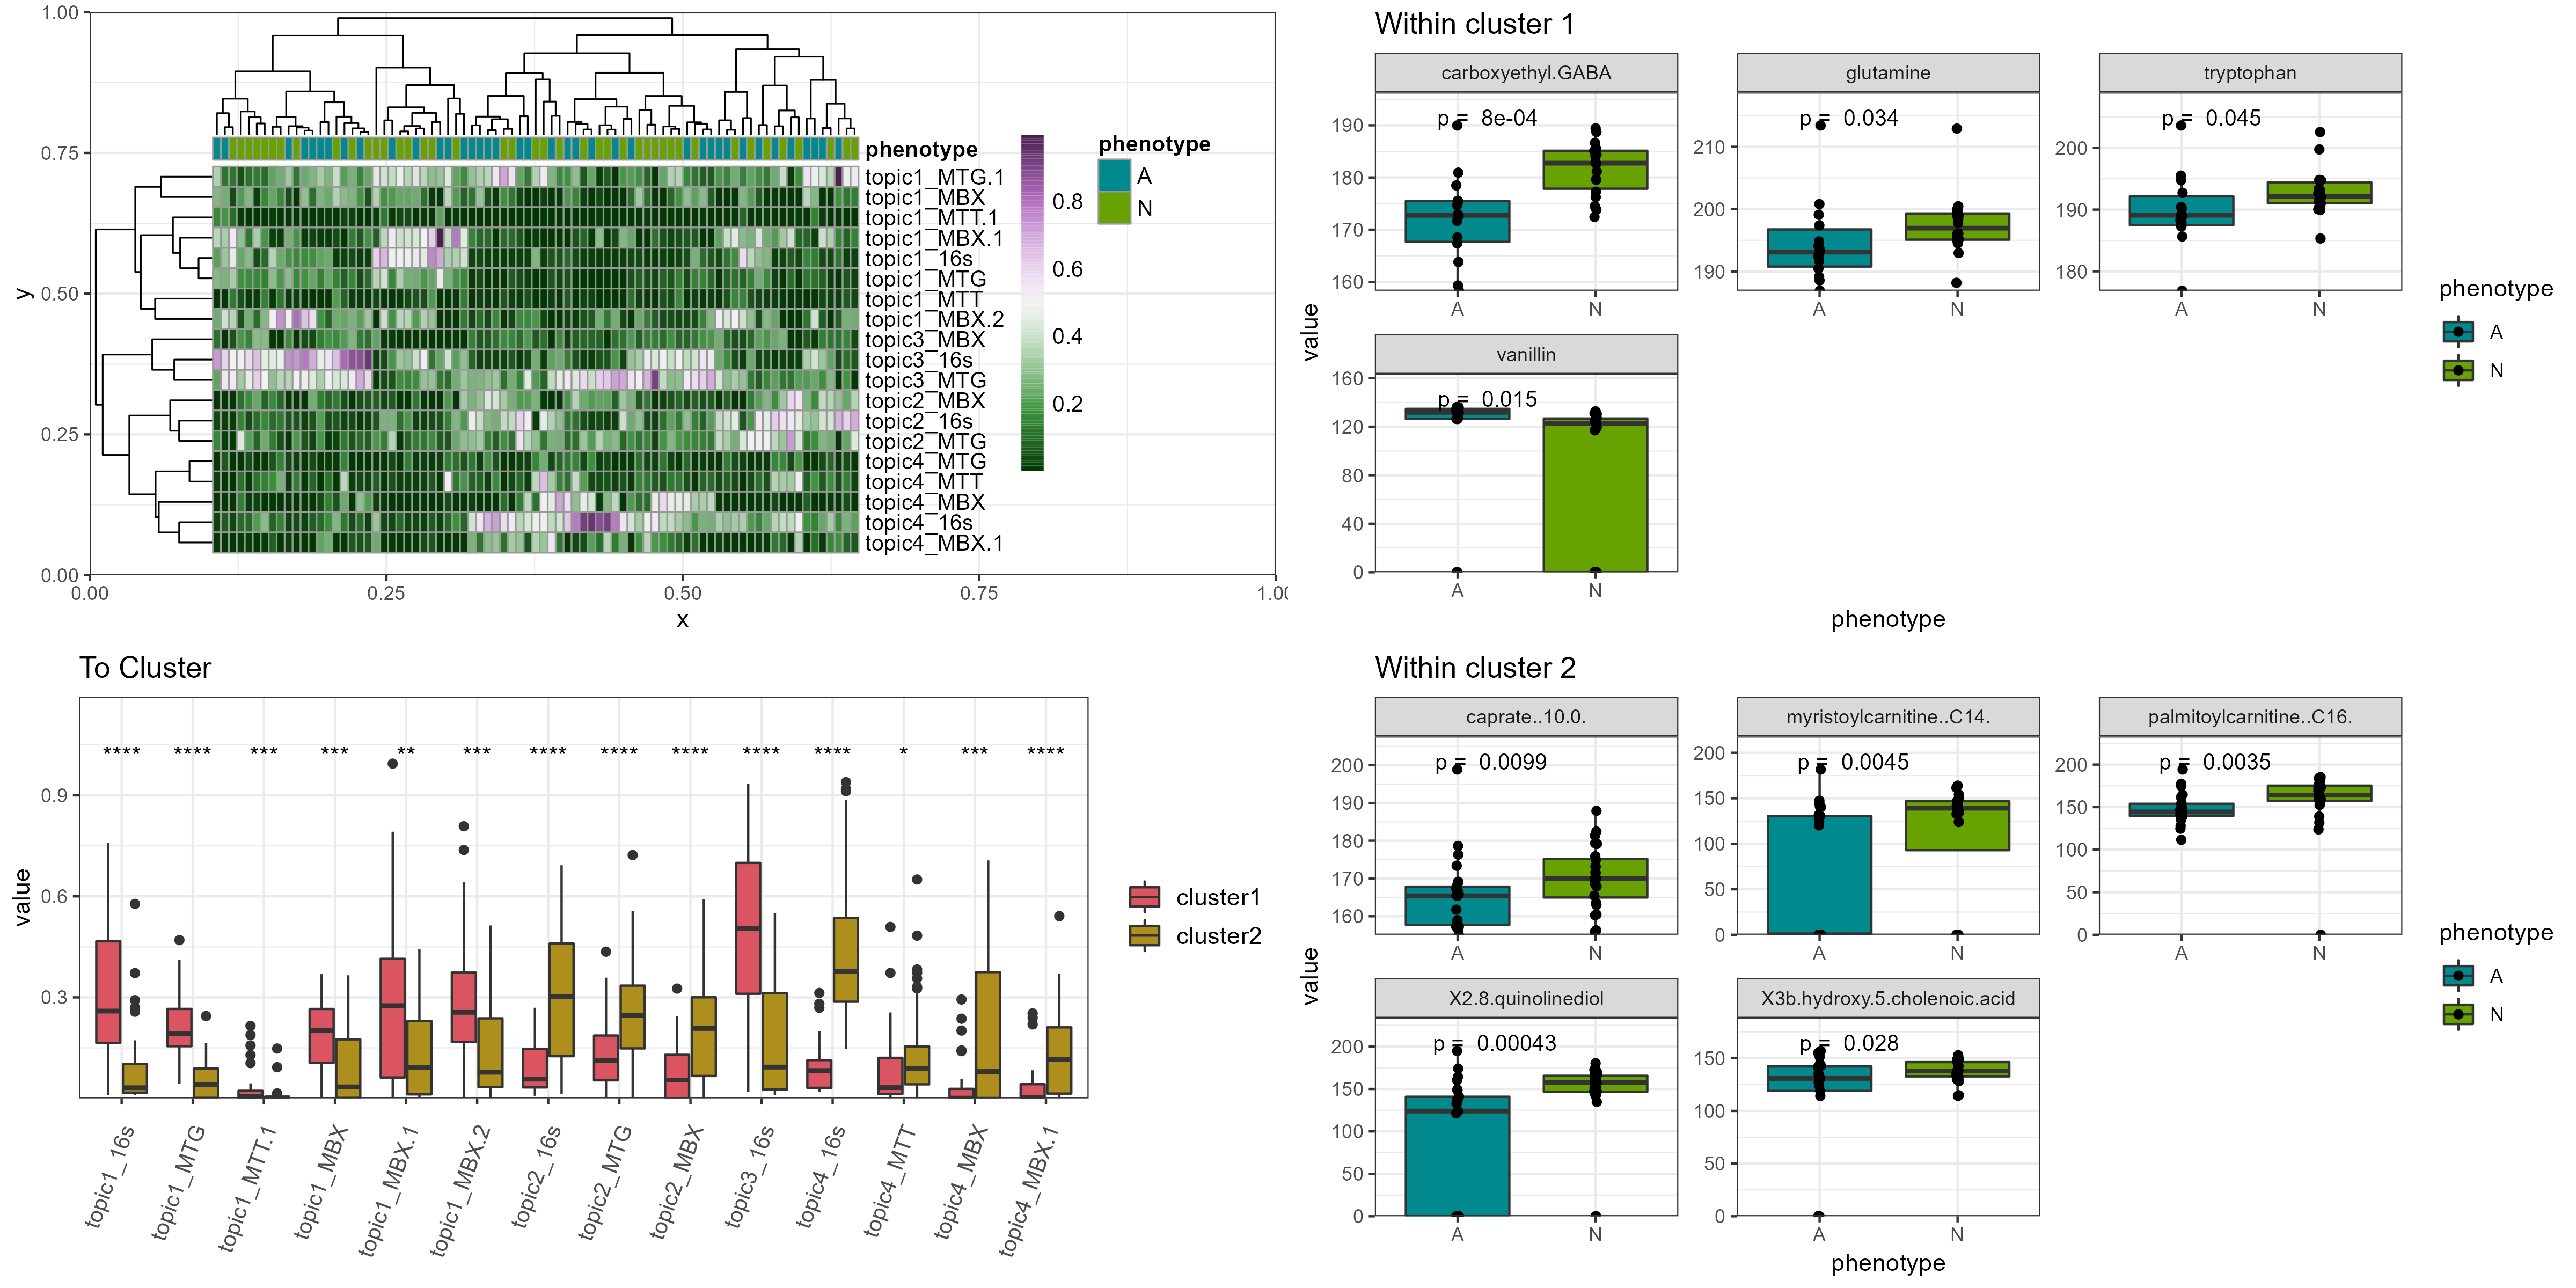 1.00
0.75
0.50
0.25
0.00
y
0.00
0.25
0.50
0.75
1.0
x
phenotype
topic1_MTG.1
topic1_MBX
topic1_MTT.1
topic1_MBX.1
topic1_16s
topic1_MTG
topic1_MTT
topic1_MBX.2
topic3_MBX
topic3_16s
topic3_MTG
topic2_MBX
topic2_16s
topic2_MTG
topic4_MTG
topic4_MTT
topic4_MBX
topic4_16s
topic4_MBX.1
0.8
0.6
0.4
0.2
phenotype
A
N
Within cluster 1
carboxyethyl.GABA
p = 8e-04
190
180
170
160
A
N
glutamine
p = 0.034
210
200
190
A
N
tryptophan
p = 0.045
200
190
180
A
N
vanillin
p = 0.015
160
120
80
40
0
A
N
value
phenotype
phenotype
A
N
To Cluster
**** **** *** *** ** *** **** **** **** **** **** * *** ****
0.9
0.6
0.3
value
topic1_16s
topic1_MTG
topic1_MTT.1
topic1_MBX
topic1_MBX.1
topic1_MBX.2
topic2_16s
topic2_MTG
topic2_MBX
topic3_16s
topic4_16s
topic4_MTT
topic4_MBX
topic4_MBX.1
cluster1
cluster2
Within cluster 2
caprate..10.0.
p = 0.0099
200
190
180
170
160
A
N
myristoylcarnitine..C14.
p = 0.0045
200
150
100
50
0
A
N
palmitoylcarnitine..C16.
p = 0.0035
200
150
100
50
0
A
N
X2.8.quinolinediol
p = 0.00043
200
150
100
50
0
A
N
X3b.hydroxy.5.cholenoic.acid
p = 0.028
150
100
50
0
A
N
value
phenotype
phenotype
A
N